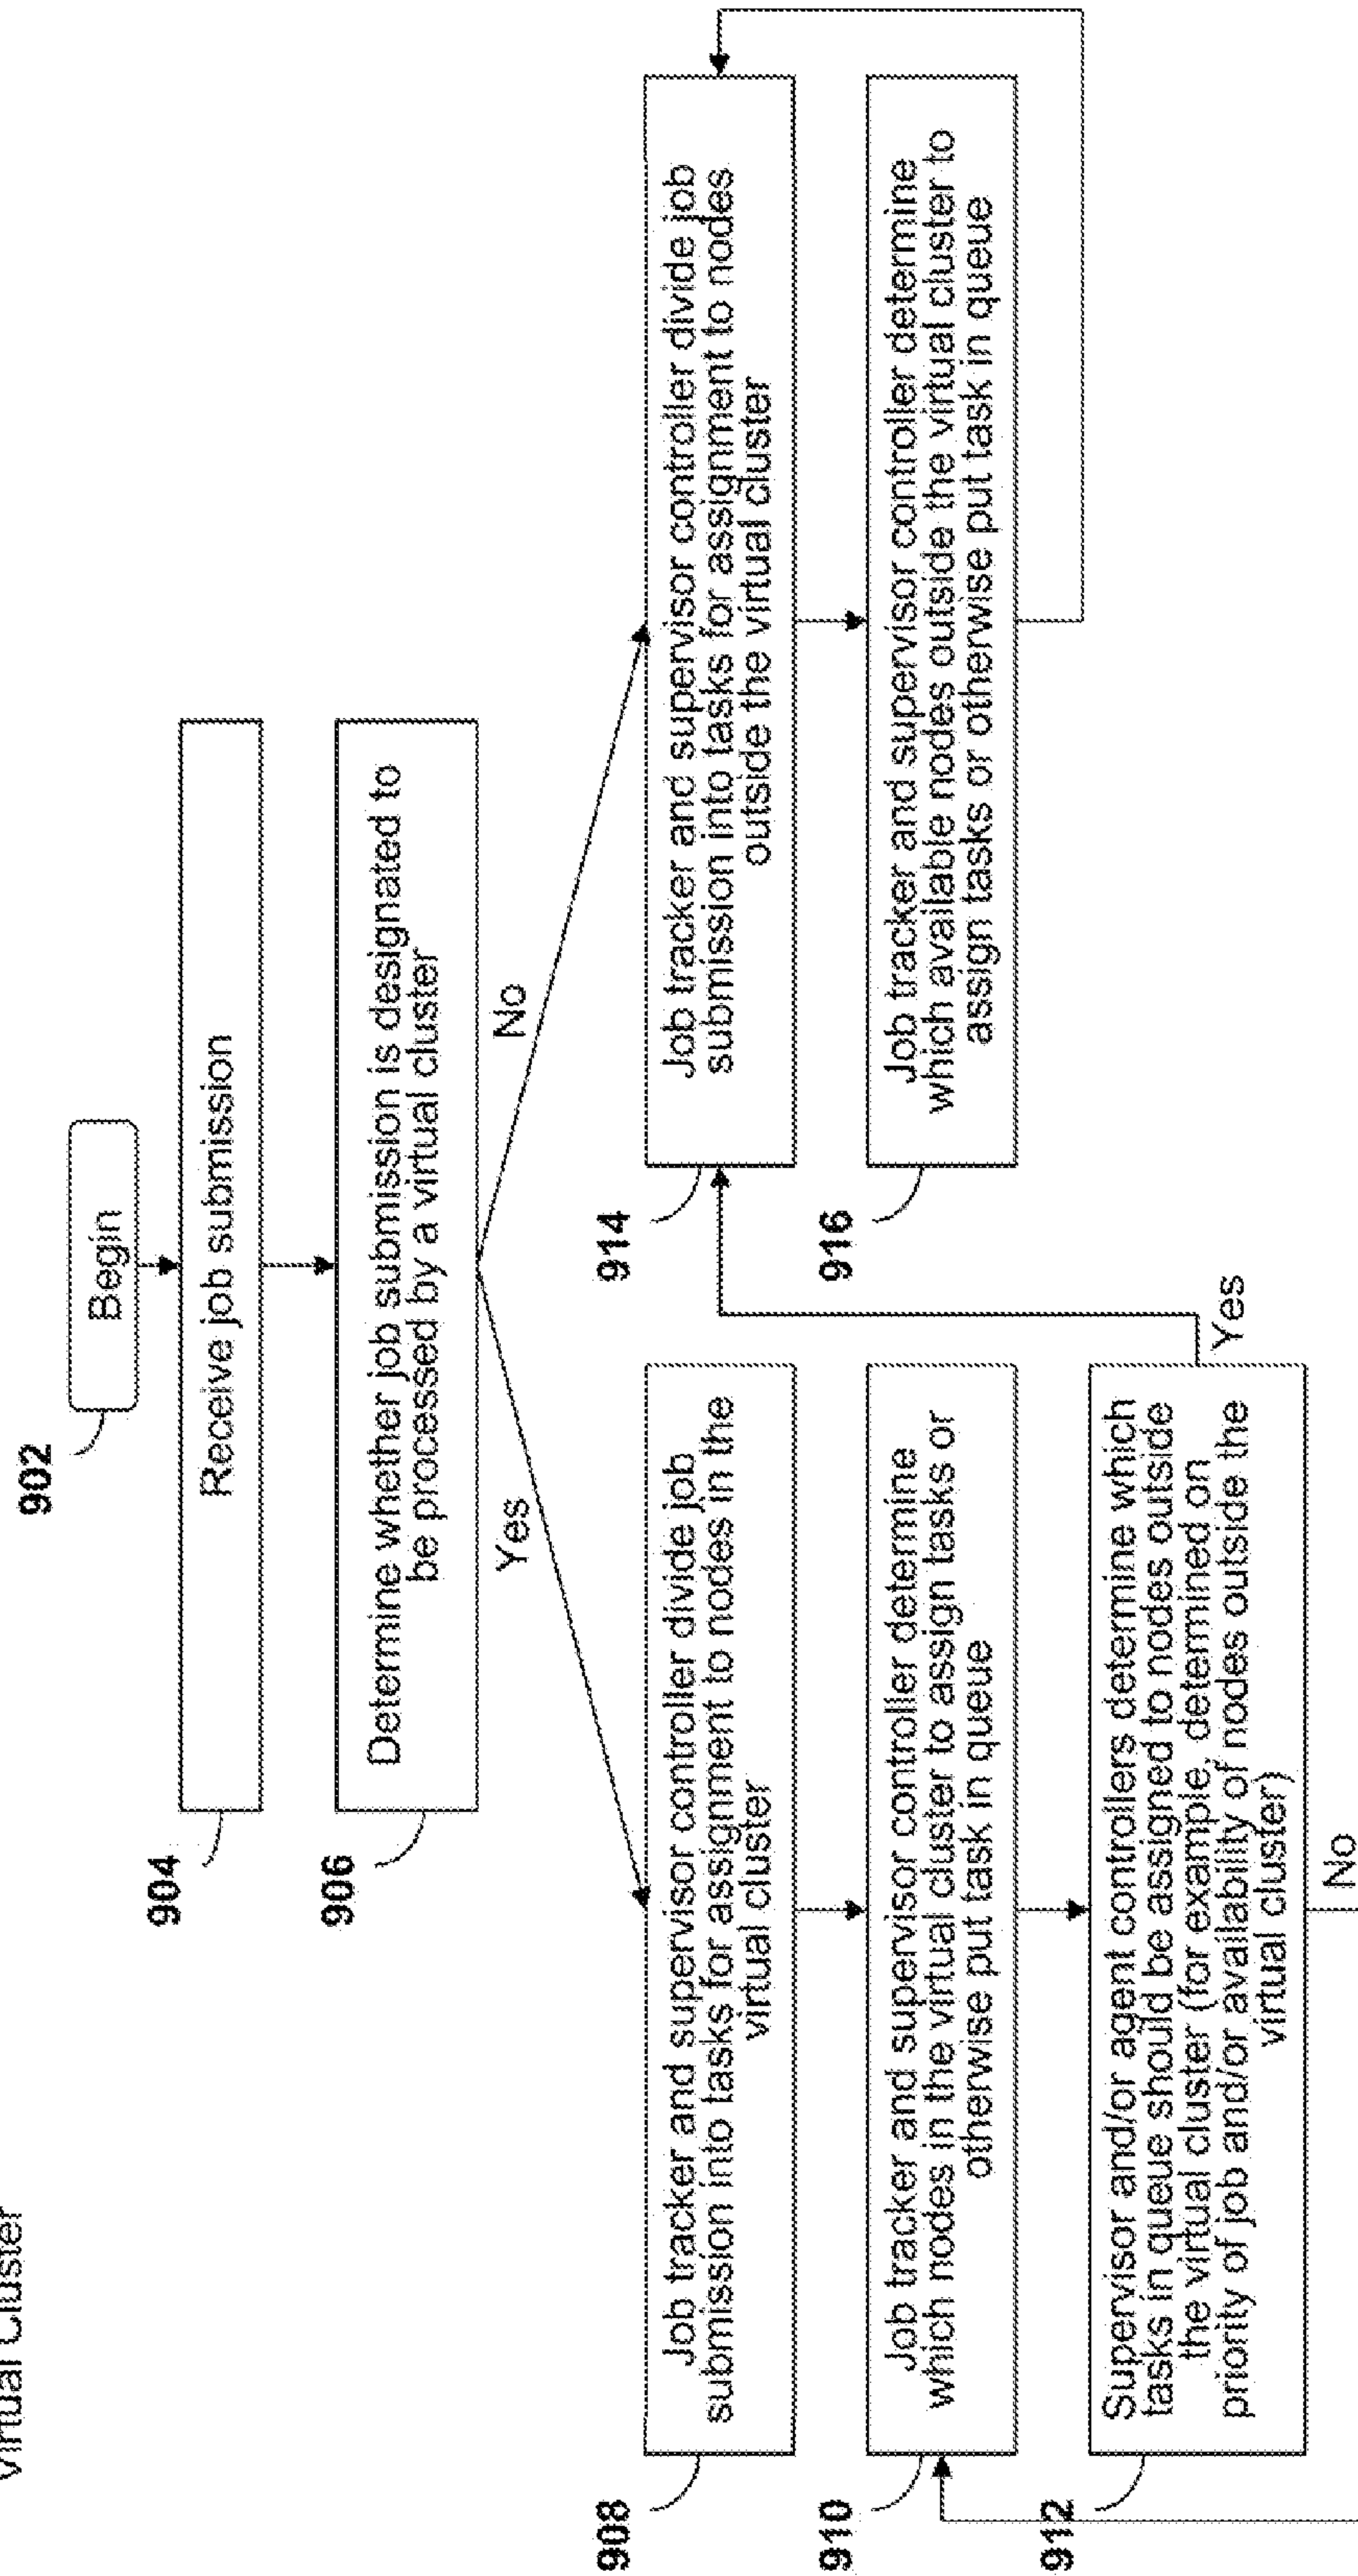 Virtual Cluster
902
Begin
904
Receive job submission
906
Determine whether job submission is designated to
be processed by a virtual cluster
Yes
No
908
Job tracker and supervisor controller divide job
submission into tasks for assignment to nodes in the
virtual cluster
910
Job tracker and supervisor controller determine
which nodes in the virtual cluster to assign tasks or
otherwise put task in queue
912
Supervisor and/or agent controllers determine which
tasks in queue should be assigned to nodes outside
the virtual cluster (for example, determined on
priority of job and/or availability of nodes outside the
virtual cluster)
Yes
No
914
Job tracker and supervisor controller divide job
submission into tasks for assignment to nodes
outside the virtual cluster
916
Job tracker and supervisor controller determine
which available nodes outside the virtual cluster to
assign tasks or otherwise put task in queue